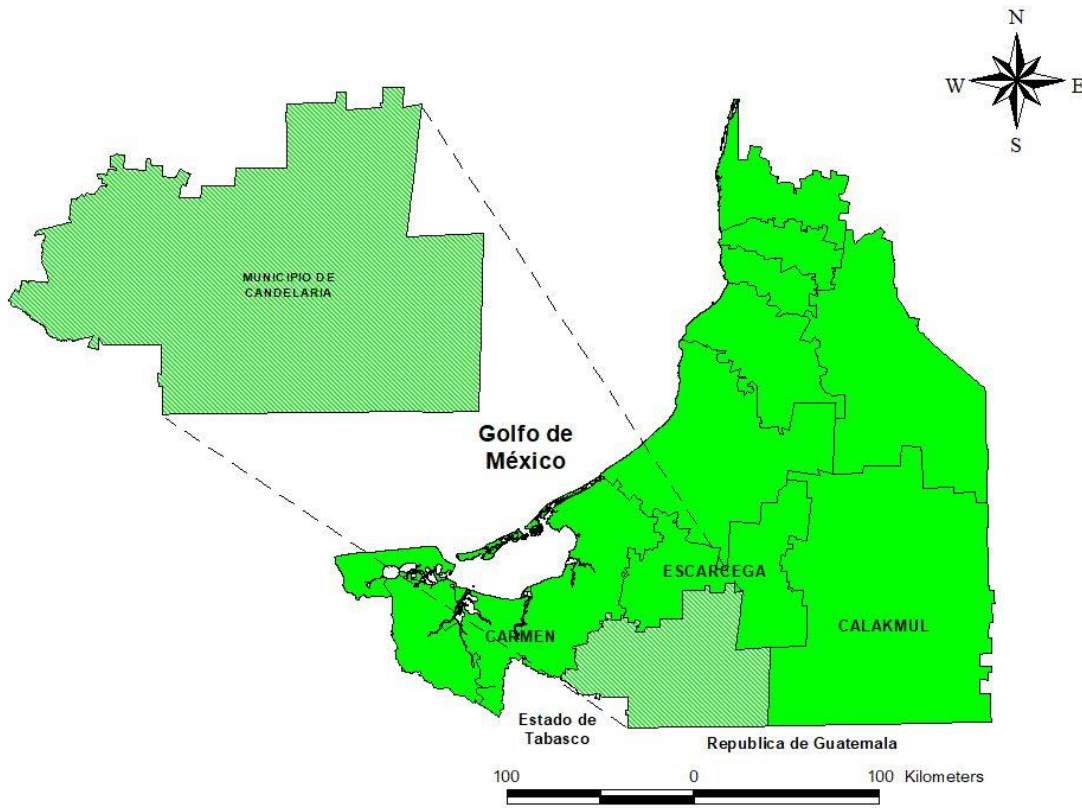 N
W E
S
MUNICIPIO DE
CANDELARIA
Golfo de
México
ESCARCEGA
CARMEN
CALAKMUL
Estado de
Tabasco
Republica de Guatemala
100 0 100 Kilometers